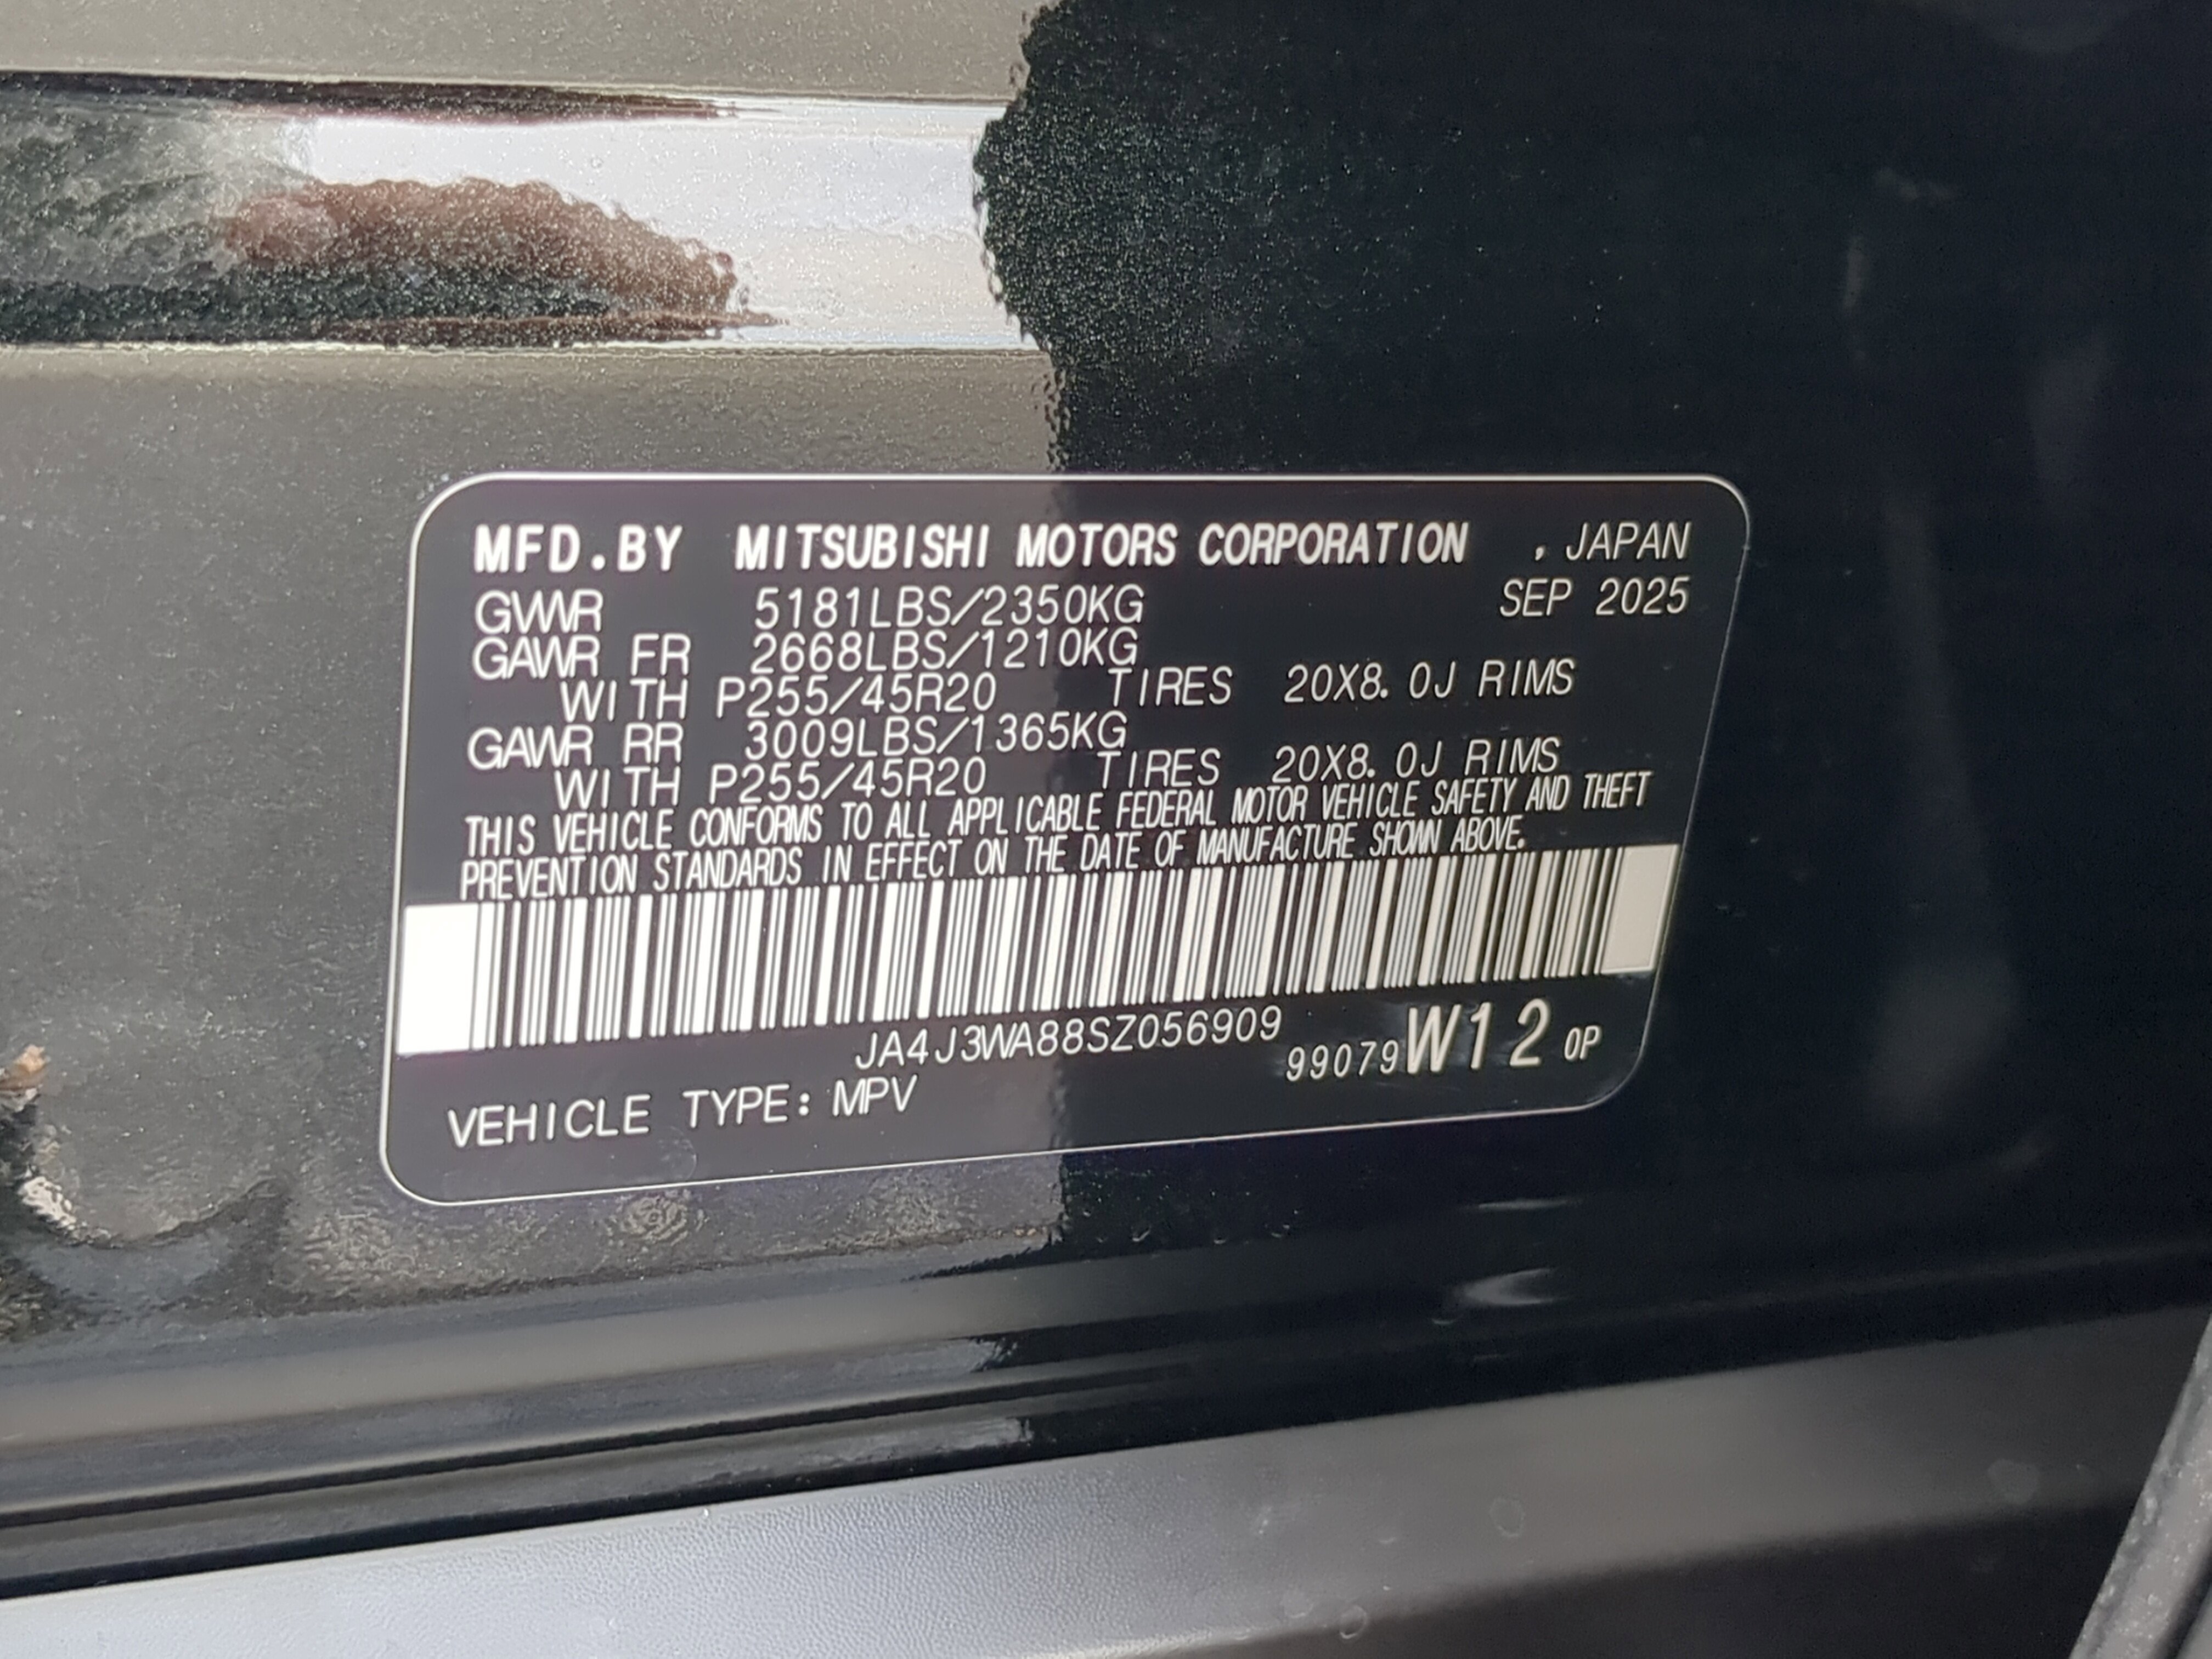 MFD.BY MITSUBISHI MOTORS CORPORATION , JAPAN
SEP 2025
GVWR 5181LBS/2350KG
GAWR FR 2668LBS/1210KG
WITH P255/45R20 TIRES 20X8.0J RIMS
GAWR RR 3009LBS/1365KG
WITH P255/45R20 TIRES 20X8.0J RIMS
THIS VEHICLE CONFORMS TO ALL APPLICABLE FEDERAL MOTOR VEHICLE SAFETY AND THEFT
PREVENTION STANDARDS IN EFFECT ON THE DATE OF MANUFACTURE SHOWN ABOVE.
JA4J3WA88SZ056909
99079W12 0P
VEHICLE TYPE: MPV